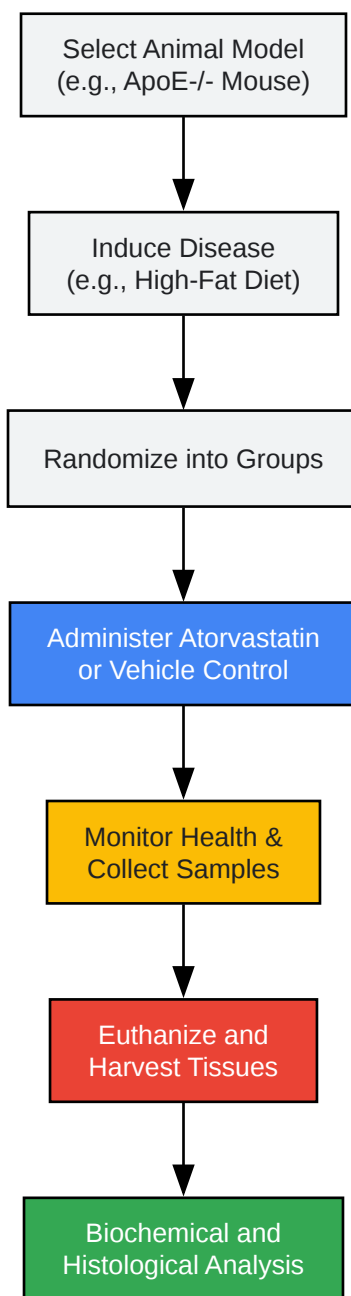 Select Animal Model
(e.g., ApoE-/- Mouse)
Induce Disease
(e.g., High-Fat Diet)
Randomize into Groups
Administer Atorvastatin
or Vehicle Control
Monitor Health &
Collect Samples
Euthanize and
Harvest Tissues
Biochemical and
Histological Analysis